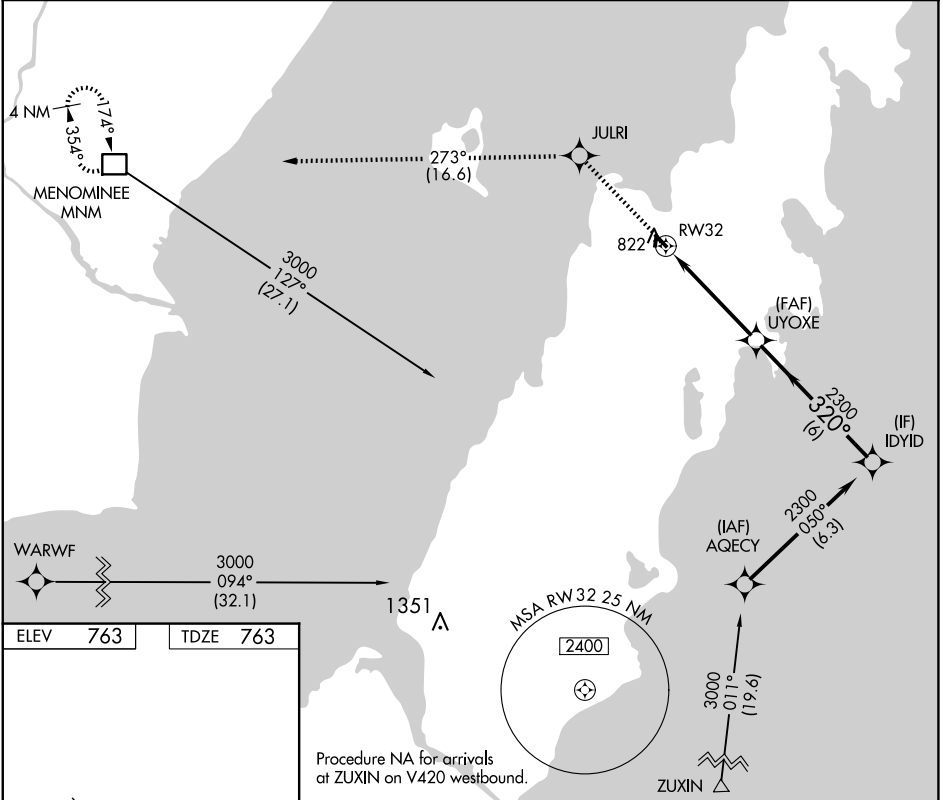 4 NM
174°
354°
MENOMINEE
MNM
3000
127°
(27.1)
273°
(16.6)
JULRI
822
RW32
(FAF)
UYOXE
2300
320°
(6)
(IF)
IDYID
2300
050°
(6.3)
(IAF)
AQECY
WARWF
3000
094°
(32.1)
1351
MSA RW32 25 NM
2400
3000
011°
(19.6)
ZUXIN
ELEV 763
TDZE 763
Procedure NA for arrivals
at ZUXIN on V420 westbound.